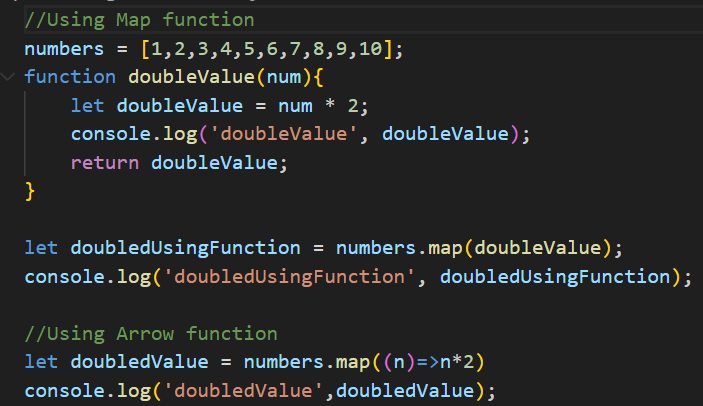 //Using Map function
numbers = [1,2,3,4,5,6,7,8,9,10];
function doubleValue(num){
    let doubleValue = num * 2;
    console.log('doubleValue', doubleValue);
    return doubleValue;
}

let doubledUsingFunction = numbers.map(doubleValue);
console.log('doubledUsingFunction', doubledUsingFunction);

//Using Arrow function
let doubledValue = numbers.map((n)=>n*2)
console.log('doubledValue',doubledValue);